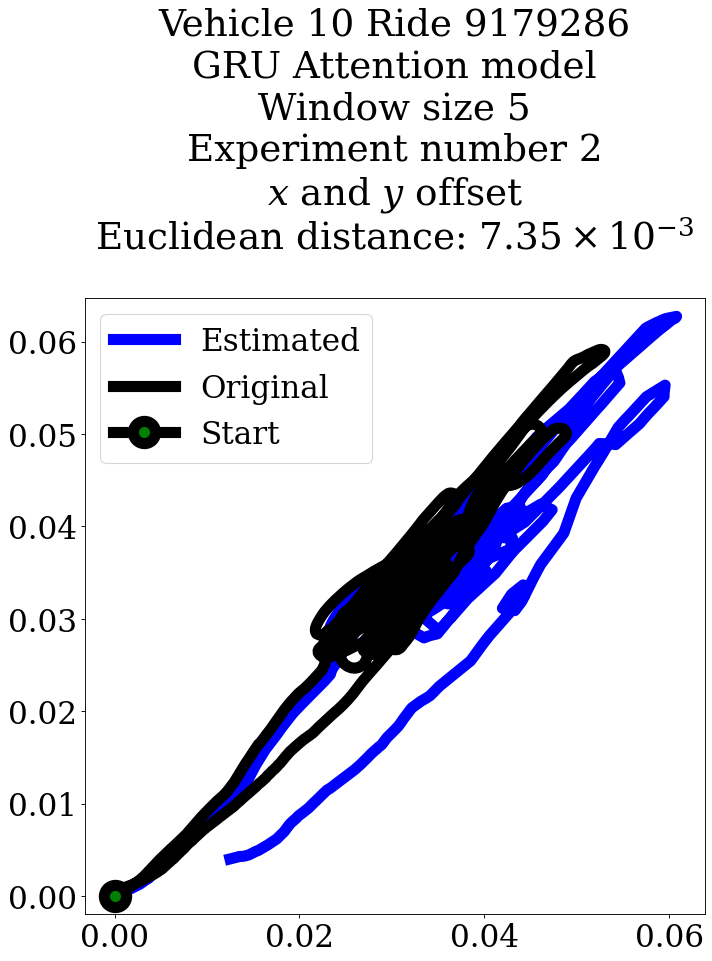 Vehicle 10 Ride 9179286
GRU Attention model
Window size 5
Experiment number 2
x and y offset
Euclidean distance: 7.35 × 10⁻³
Estimated
Original
Start
0.06
0.05
0.04
0.03
0.02
0.01
0.00
0.00 0.02 0.04 0.06